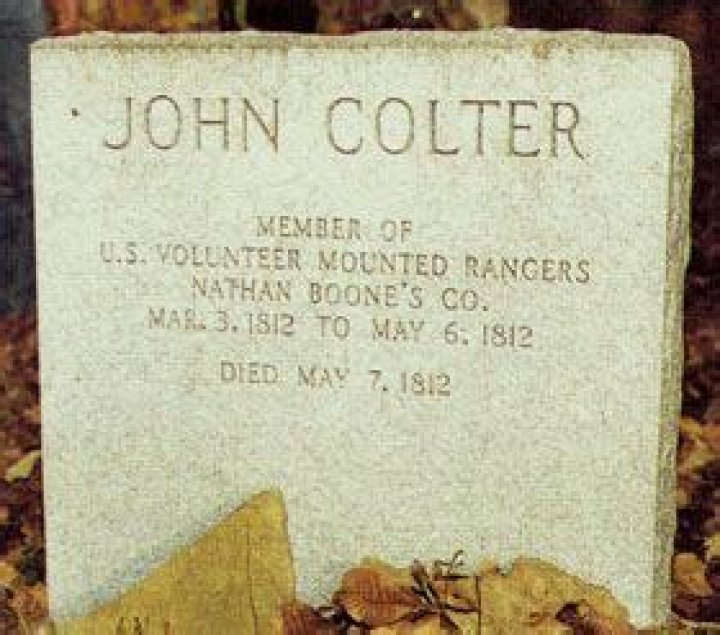 JOHN COLTER
MEMBER OF
U.S. VOLUNTEER MOUNTED RANGERS
NATHAN BOONE'S CO.
MAR. 3, 1812 TO MAY 6, 1812
DIED MAY 7, 1812